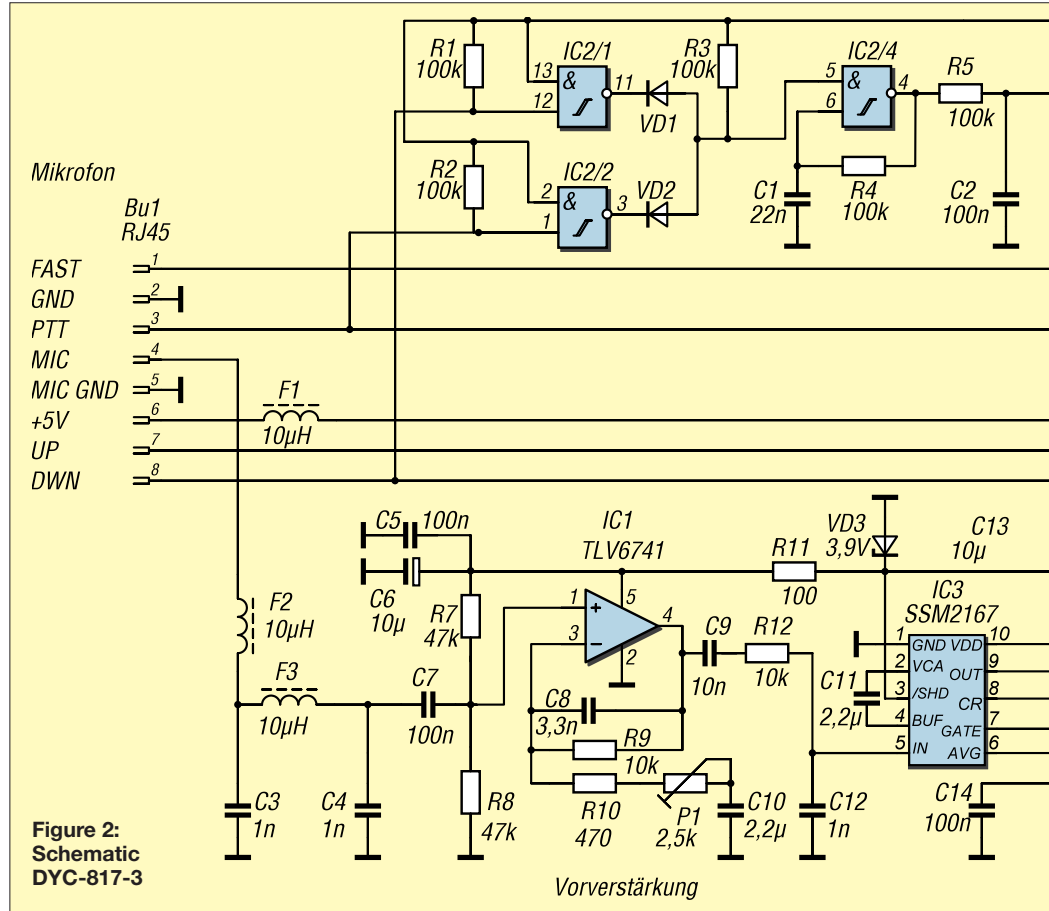 R1
100k
IC2/1
13
12
&
11
VD1
R3
100k
IC2/4
5
6
&
4
R5
100k
R2
100k
IC2/2
2
1
&
3
VD2
C1
22n
R4
100k
C2
100n
Mikrofon
Bu1
RJ45
FAST 1
GND 2
PTT 3
MIC 4
MIC GND 5
+5V 6
UP 7
DWN 8
F1
10µH
C5 100n
C6
10µ
R7
47k
IC1
TLV6741
1 +
3 −
5
4
2
R11
100
VD3
3,9V
C13
10µ
IC3
SSM2167
1 GND VDD 10
2 VCA OUT 9
3 /SHD CR 8
4 BUF GATE 7
5 IN AVG 6
F2
10µH
F3
10µH
C7
100n
C8
3,3n
C9
10n
R12
10k
C11
2,2µ
R9
10k
R10
470
P1
2,5k
C10
2,2µ
C12
1n
C14
100n
C3
1n
C4
1n
R8
47k
Figure 2:
Schematic
DYC-817-3
Vorverstärkung